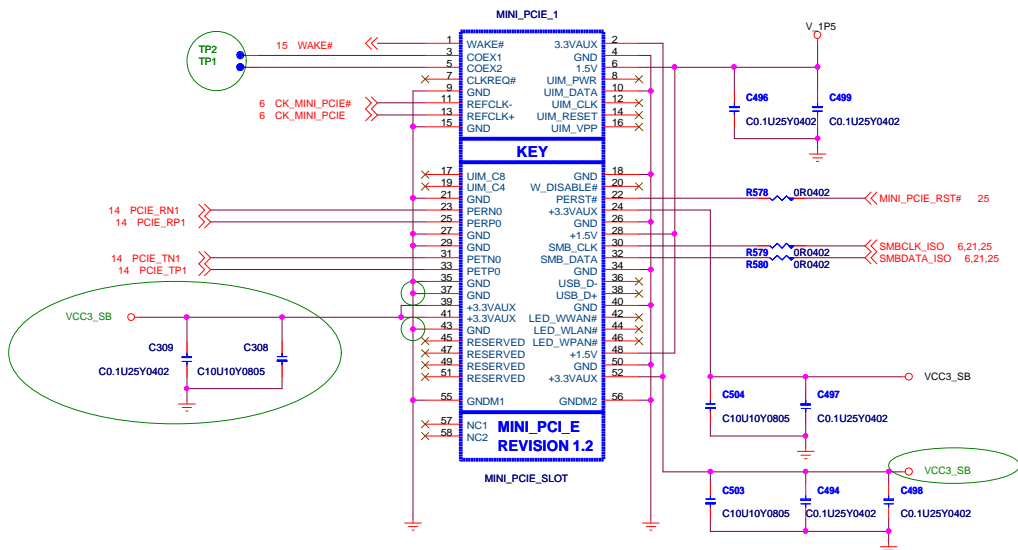 MINI_PCIE_1
TP2
TP1
15 WAKE#
6 CK_MINI_PCIE#
6 CK_MINI_PCIE
14 PCIE_RN1
14 PCIE_RP1
14 PCIE_TN1
14 PCIE_TP1
VCC3_SB
C309
C0.1U25Y0402
C308
C10U10Y0805
1 WAKE# 3.3VAUX 2
3 COEX1 GND 4
5 COEX2 1.5V 6
7 CLKREQ# UIM_PWR 8
9 GND UIM_DATA 10
11 REFCLK- UIM_CLK 12
13 REFCLK+ UIM_RESET 14
15 GND UIM_VPP 16
KEY
17 UIM_C8 GND 18
19 UIM_C4 W_DISABLE# 20
21 GND PERST# 22
23 PERN0 +3.3VAUX 24
25 PERP0 GND 26
27 GND +1.5V 28
29 GND SMB_CLK 30
31 PETN0 SMB_DATA 32
33 PETP0 GND 34
35 GND USB_D- 36
37 GND USB_D+ 38
39 +3.3VAUX GND 40
41 +3.3VAUX LED_WWAN# 42
43 GND LED_WLAN# 44
45 RESERVED LED_WPAN# 46
47 RESERVED +1.5V 48
49 RESERVED GND 50
51 RESERVED +3.3VAUX 52
55 GNDM1 GNDM2 56
57 NC1
58 NC2
MINI_PCI_E
REVISION 1.2
MINI_PCIE_SLOT
V_1P5
C496
C0.1U25Y0402
C499
C0.1U25Y0402
R578 0R0402 MINI_PCIE_RST# 25
SMBCLK_ISO 6,21,25
R579 0R0402
SMBDATA_ISO 6,21,25
R580 0R0402
VCC3_SB
C504
C10U10Y0805
C497
C0.1U25Y0402
VCC3_SB
C503
C10U10Y0805
C494
C0.1U25Y0402
C498
C0.1U25Y0402